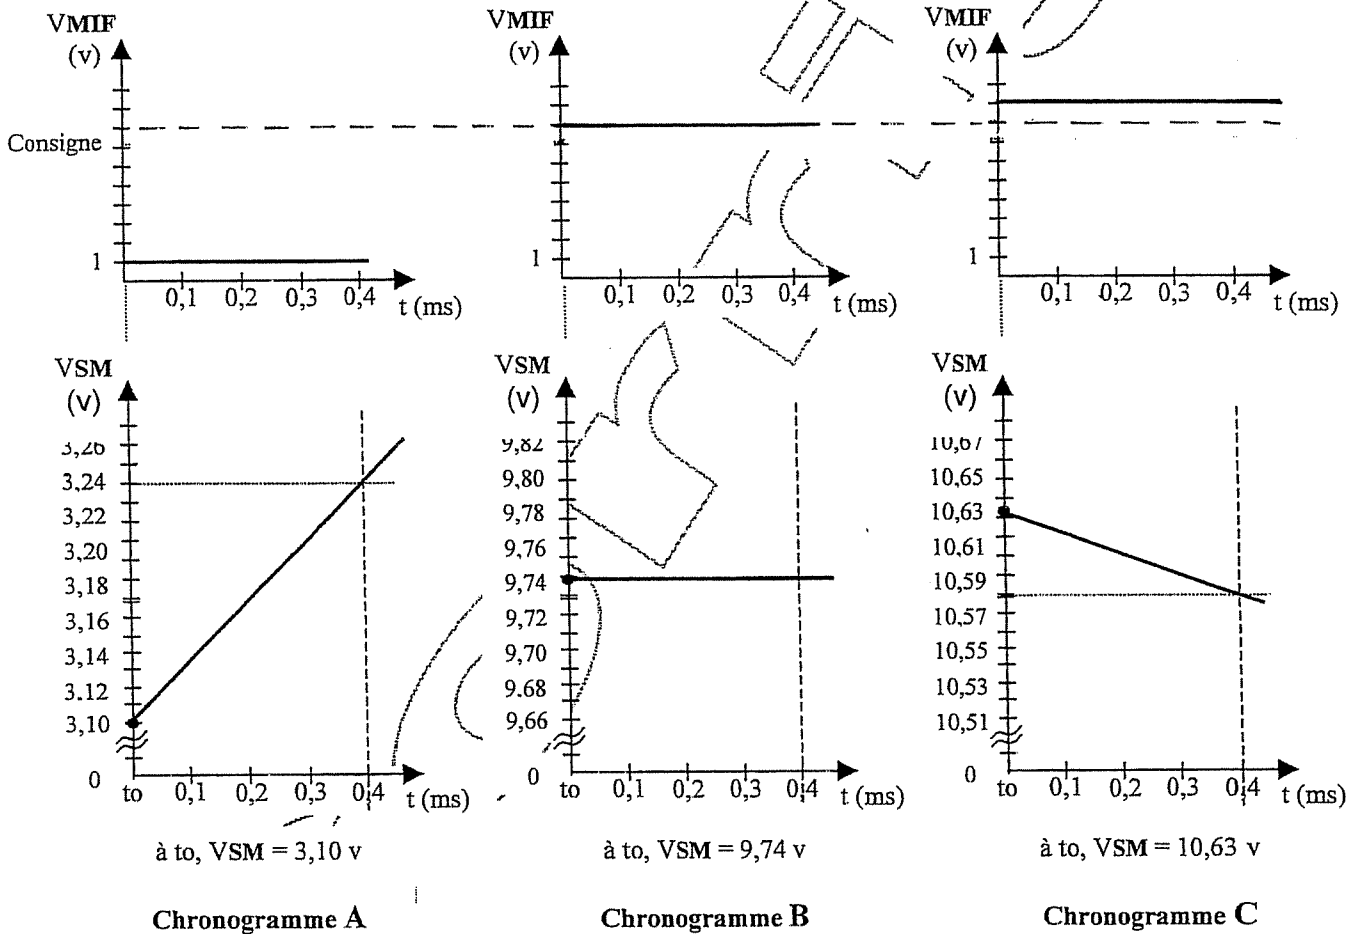 VMIF
(v)
Consigne
1
0,1 0,2 0,3 0,4 t (ms)
VMIF
(v)
1
0,1 0,2 0,3 0,4 t (ms)
VMIF
(v)
1
0,1 0,2 0,3 0,4 t (ms)
VSM
(v)
3,26
3,24
3,22
3,20
3,18
3,16
3,14
3.12
3,10
0
to 0,1 0,2 0,3 0,4 t (ms)
à to, VSM = 3,10 v
Chronogramme A
VSM
(v)
9,82
9.80
9,78
9,76
9,74
9,72
9,70
9.68
9,66
0
to 0,1 0,2 0,3 0,4 t (ms)
à to, VSM = 9,74 v
Chronogramme B
VSM
(v)
10,67
10,65
10,63
10,61
10,59
10,57
10,55
10,53
10,51
0
to 0,1 0,2 0,3 0,4 t (ms)
à to, VSM = 10,63 v
Chronogramme C